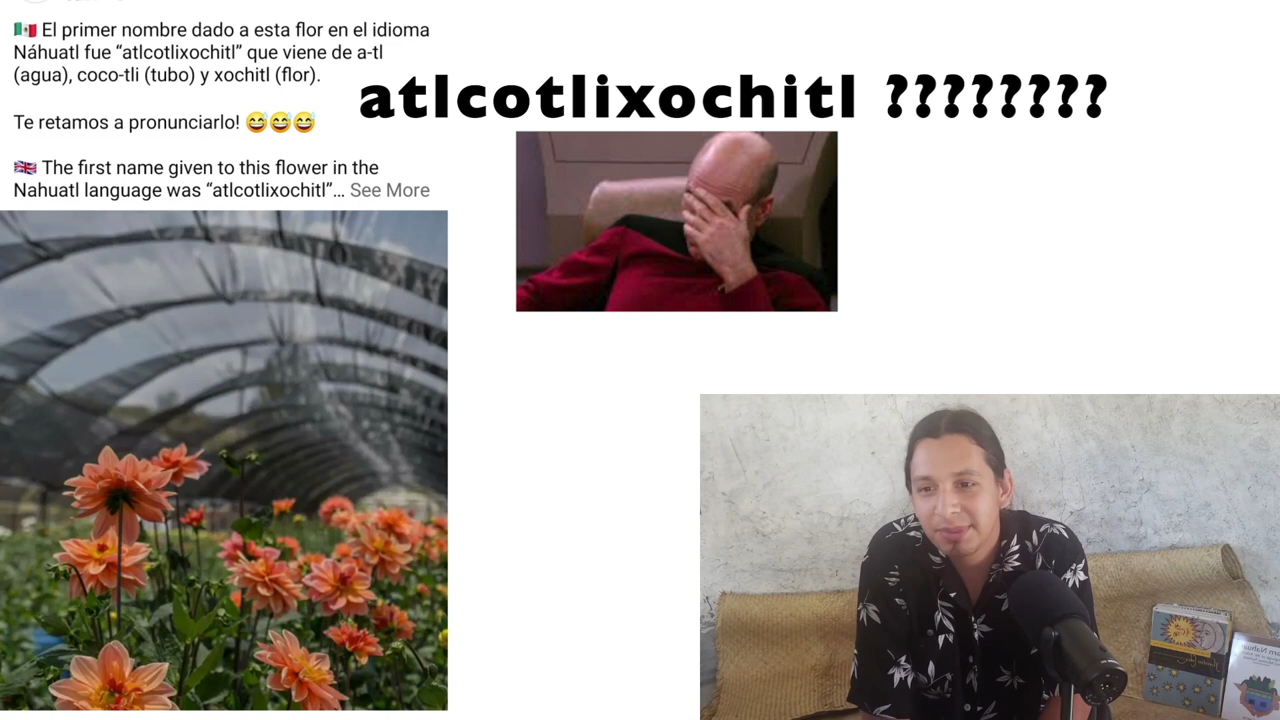 🇲🇽 El primer nombre dado a esta flor en el idioma
Náhuatl fue “atlcotlixochitl” que viene de a-tl
(agua), coco-tli (tubo) y xochitl (flor).
Te retamos a pronunciarlo! 😅😅😅
🇬🇧 The first name given to this flower in the
Nahuatl language was “atlcotlixochitl”… See More
atlcotlixochitl ????????